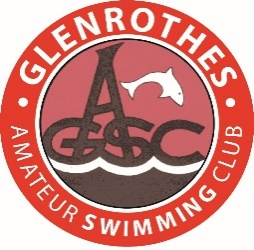 • GLENROTHES •
AGSC
AMATEUR SWIMMING CLUB